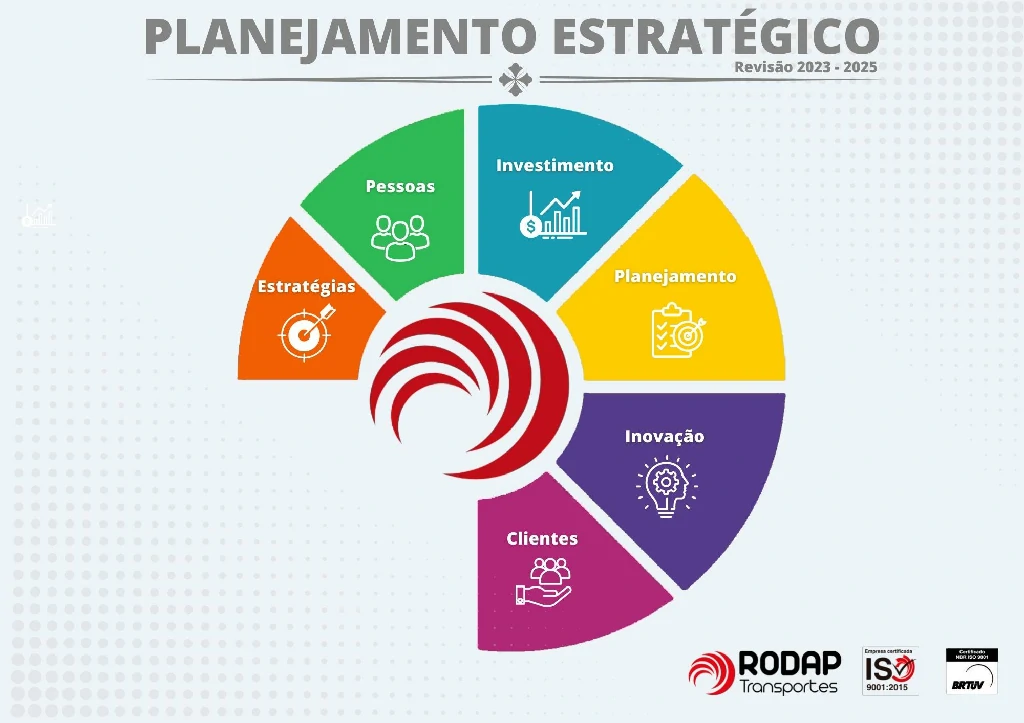 PLANEJAMENTO ESTRATÉGICO
Revisão 2023 - 2025
Investimento
Pessoas
Planejamento
Estratégias
$
Inovação
Clientes
RODAP
Transportes
Empresa certificada
ISO
9001:2015
Certificado
NBR ISO 9001
BRTUV